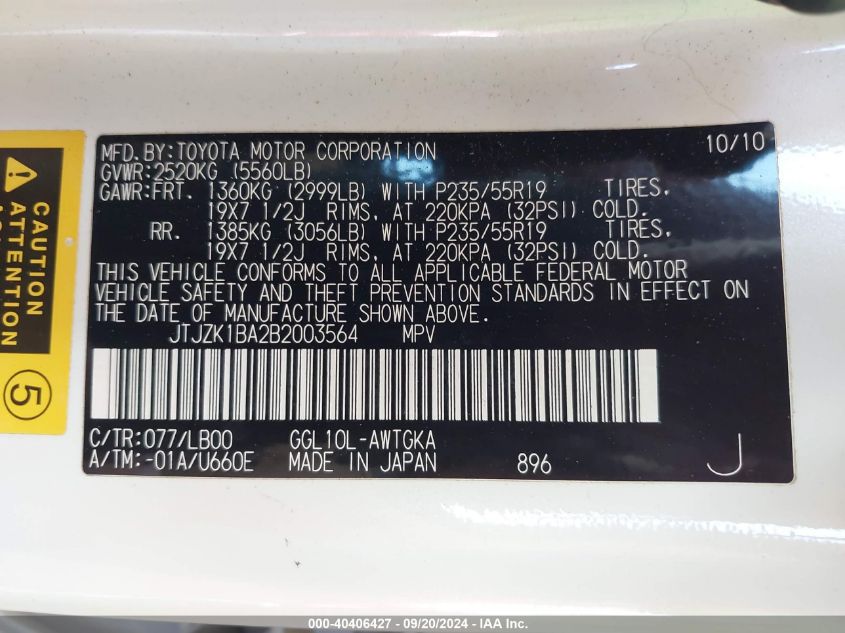 MFD.BY:TOYOTA MOTOR CORPORATION 10/10
GVWR:2520KG (5560LB)
GAWR:FRT. 1360KG (2999LB) WITH P235/55R19 TIRES,
19X7 1/2J RIMS, AT 220KPA (32PSI) COLD.
RR. 1385KG (3056LB) WITH P235/55R19 TIRES,
19X7 1/2J RIMS, AT 220KPA (32PSI) COLD.
THIS VEHICLE CONFORMS TO ALL APPLICABLE FEDERAL MOTOR
VEHICLE SAFETY AND THEFT PREVENTION STANDARDS IN EFFECT ON
THE DATE OF MANUFACTURE SHOWN ABOVE.
JTJZK1BA2B2003564 MPV
C/TR:077/LB00 GGL10L-AWTGKA
A/TM:-01A/U660E MADE IN JAPAN 896 J
CAUTION
ATTENTION
5
000-40406427 - 09/20/2024 - IAA Inc.